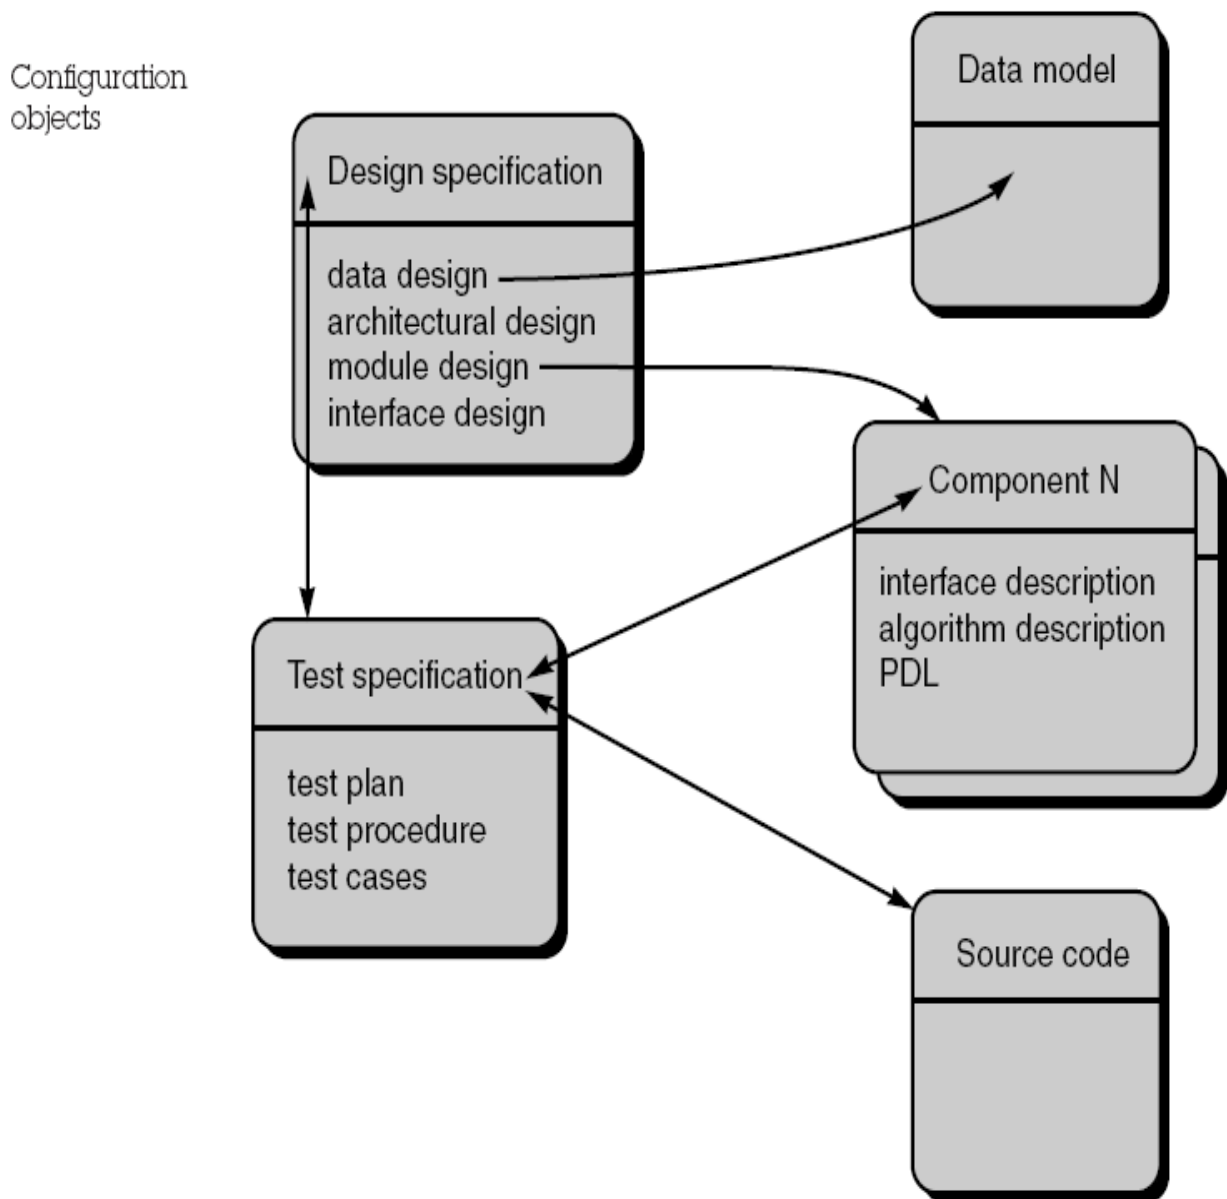 Configuration
objects
Design specification
data design
architectural design
module design
interface design
Data model
Component N
interface description
algorithm description
PDL
Test specification
test plan
test procedure
test cases
Source code